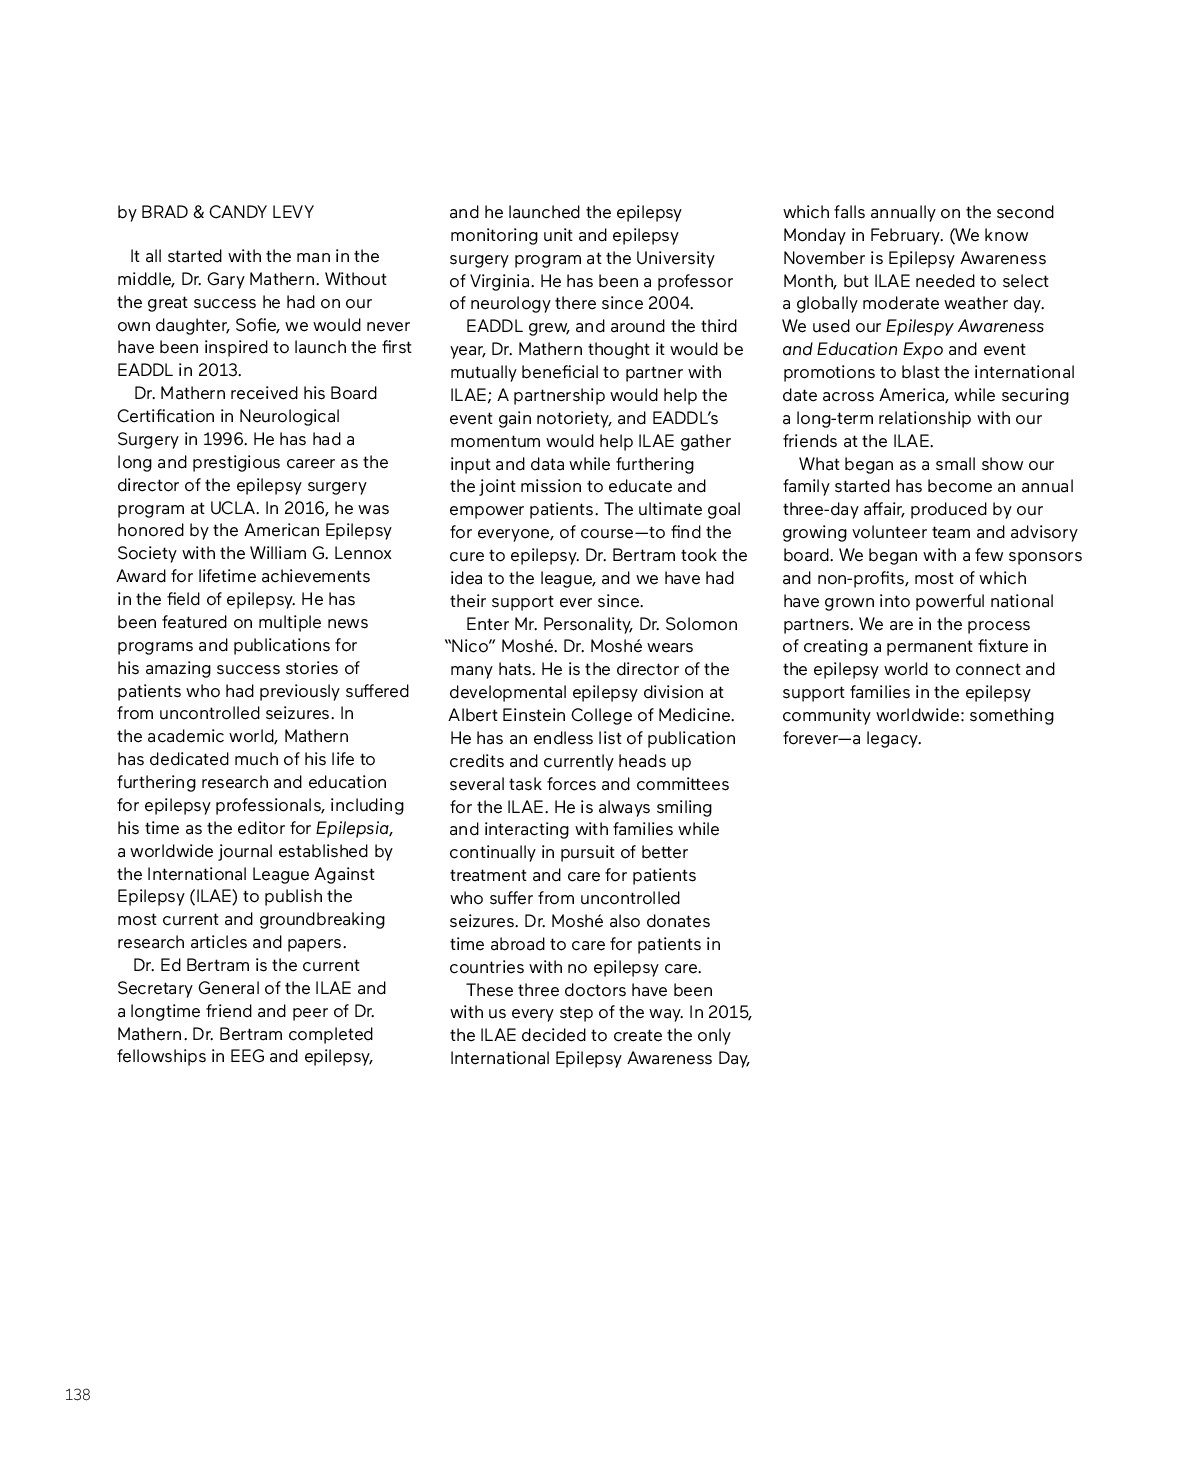 by BRAD & CANDY LEVY
It all started with the man in the
middle, Dr. Gary Mathern. Without
the great success he had on our
own daughter, Sofie, we would never
have been inspired to launch the first
EADDL in 2013.
Dr. Mathern received his Board
Certification in Neurological
Surgery in 1996. He has had a
long and prestigious career as the
director of the epilepsy surgery
program at UCLA. In 2016, he was
honored by the American Epilepsy
Society with the William G. Lennox
Award for lifetime achievements
in the field of epilepsy. He has
been featured on multiple news
programs and publications for
his amazing success stories of
patients who had previously suffered
from uncontrolled seizures. In
the academic world, Mathern
has dedicated much of his life to
furthering research and education
for epilepsy professionals, including
his time as the editor for Epilepsia,
a worldwide journal established by
the International League Against
Epilepsy (ILAE) to publish the
most current and groundbreaking
research articles and papers.
Dr. Ed Bertram is the current
Secretary General of the ILAE and
a longtime friend and peer of Dr.
Mathern. Dr. Bertram completed
fellowships in EEG and epilepsy,
and he launched the epilepsy
monitoring unit and epilepsy
surgery program at the University
of Virginia. He has been a professor
of neurology there since 2004.
EADDL grew, and around the third
year, Dr. Mathern thought it would be
mutually beneficial to partner with
ILAE; A partnership would help the
event gain notoriety, and EADDL’s
momentum would help ILAE gather
input and data while furthering
the joint mission to educate and
empower patients. The ultimate goal
for everyone, of course—to find the
cure to epilepsy. Dr. Bertram took the
idea to the league, and we have had
their support ever since.
Enter Mr. Personality, Dr. Solomon
“Nico” Moshé. Dr. Moshé wears
many hats. He is the director of the
developmental epilepsy division at
Albert Einstein College of Medicine.
He has an endless list of publication
credits and currently heads up
several task forces and committees
for the ILAE. He is always smiling
and interacting with families while
continually in pursuit of better
treatment and care for patients
who suffer from uncontrolled
seizures. Dr. Moshé also donates
time abroad to care for patients in
countries with no epilepsy care.
These three doctors have been
with us every step of the way. In 2015,
the ILAE decided to create the only
International Epilepsy Awareness Day,
which falls annually on the second
Monday in February. (We know
November is Epilepsy Awareness
Month, but ILAE needed to select
a globally moderate weather day.
We used our Epilespy Awareness
and Education Expo and event
promotions to blast the international
date across America, while securing
a long-term relationship with our
friends at the ILAE.
What began as a small show our
family started has become an annual
three-day affair, produced by our
growing volunteer team and advisory
board. We began with a few sponsors
and non-profits, most of which
have grown into powerful national
partners. We are in the process
of creating a permanent fixture in
the epilepsy world to connect and
support families in the epilepsy
community worldwide: something
forever—a legacy.
138